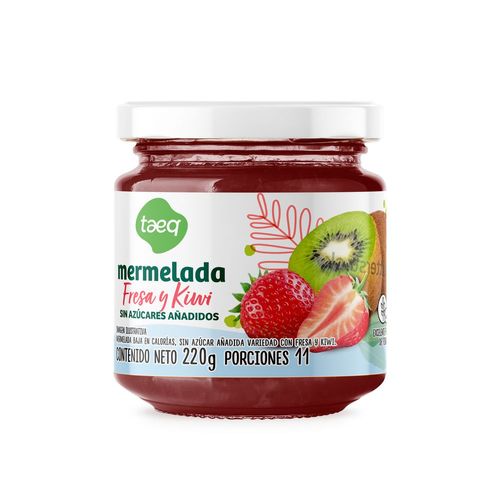 taeq
mermelada
Fresa y Kiwi
SIN AZÚCARES AÑADIDOS
IMAGEN ILUSTRATIVA
MERMELADA BAJA EN CALORÍAS, SIN AZÚCAR AÑADIDA VARIEDAD CON FRESA Y KIWI.
CONTENIDO NETO 220g PORCIONES 11